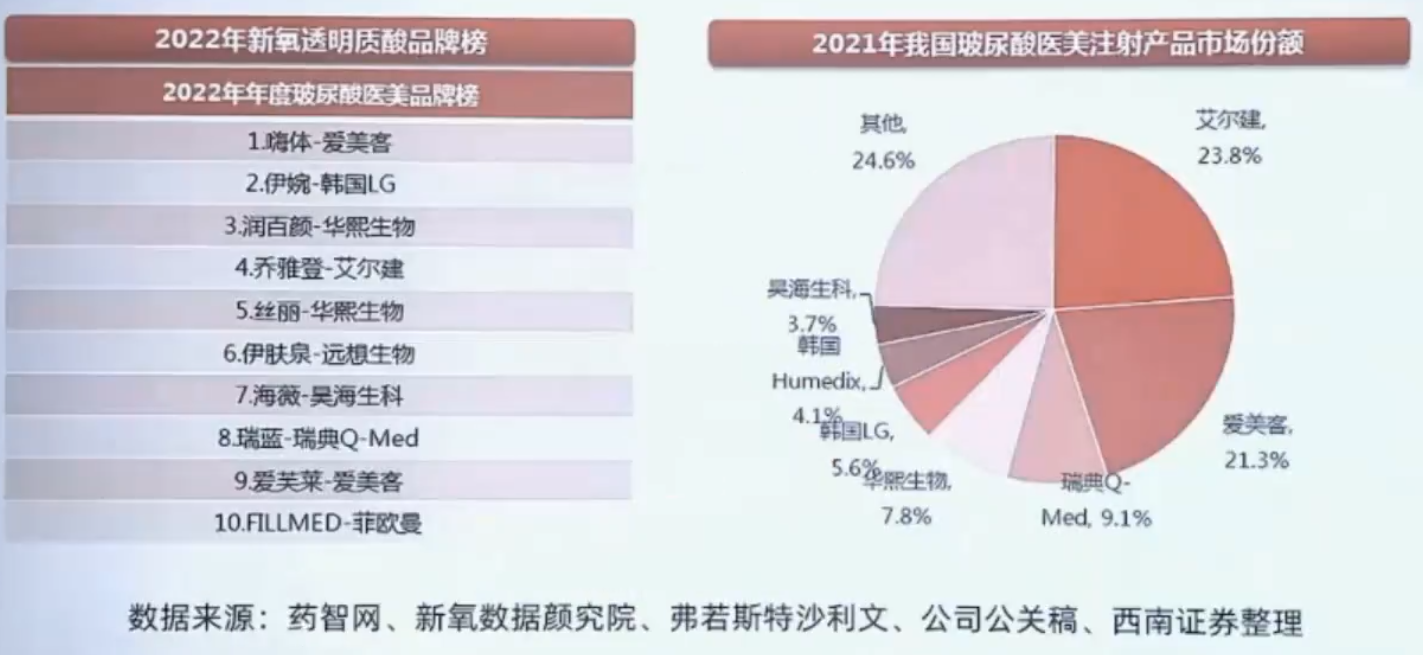 2022年新氧透明质酸品牌榜
2022年年度玻尿酸医美品牌榜
1.嗨体-爱美客
2.伊婉-韩国LG
3.润百颜-华熙生物
4.乔雅登-艾尔建
5.丝丽-华熙生物
6.伊肤泉-远想生物
7.海薇-昊海生科
8.瑞蓝-瑞典Q-Med
9.爱芙莱-爱美客
10.FILLMED-菲欧曼
2021年我国玻尿酸医美注射产品市场份额
其他,
24.6%
艾尔建,
23.8%
昊海生科,
3.7%
韩国
Humedix,
4.1%
韩国LG,
5.6%
华熙生物,
7.8%
瑞典Q-
Med, 9.1%
爱美客,
21.3%
数据来源：药智网、新氧数据颜究院、弗若斯特沙利文、公司公关稿、西南证券整理